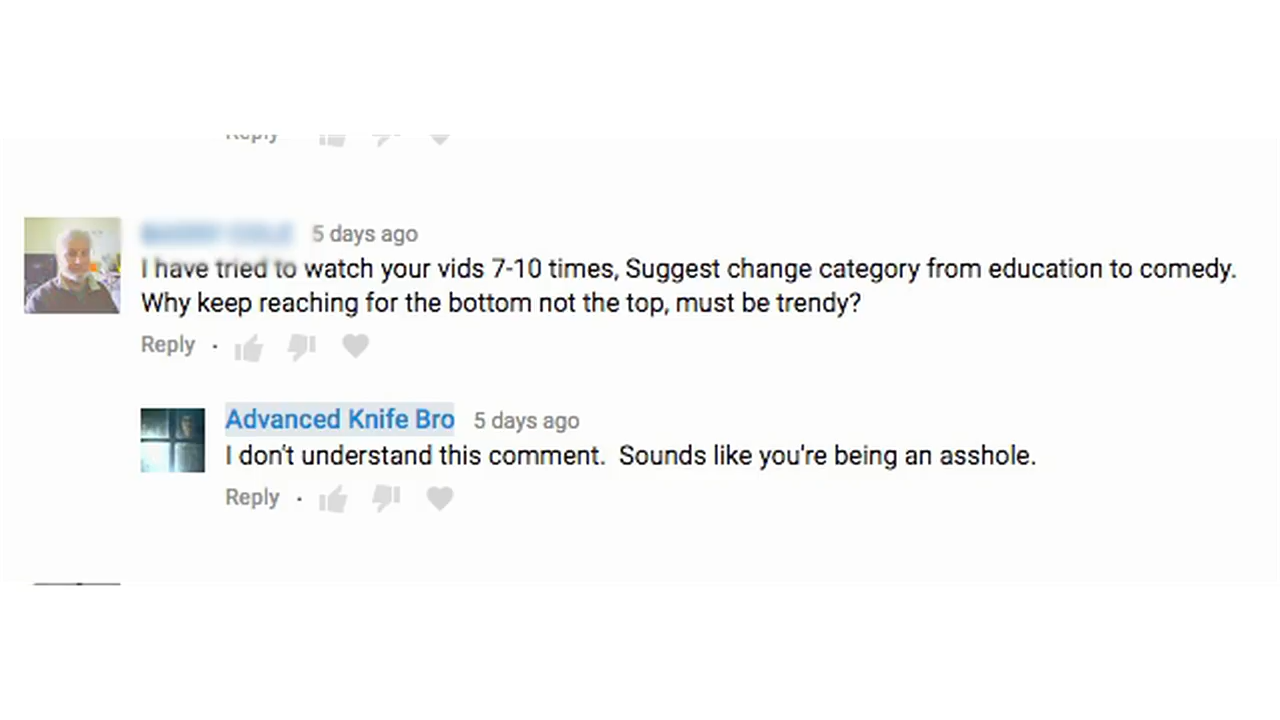 Reply
5 days ago
I have tried to watch your vids 7-10 times, Suggest change category from education to comedy.
Why keep reaching for the bottom not the top, must be trendy?
Reply ·
Advanced Knife Bro 5 days ago
I don't understand this comment.  Sounds like you're being an asshole.
Reply ·